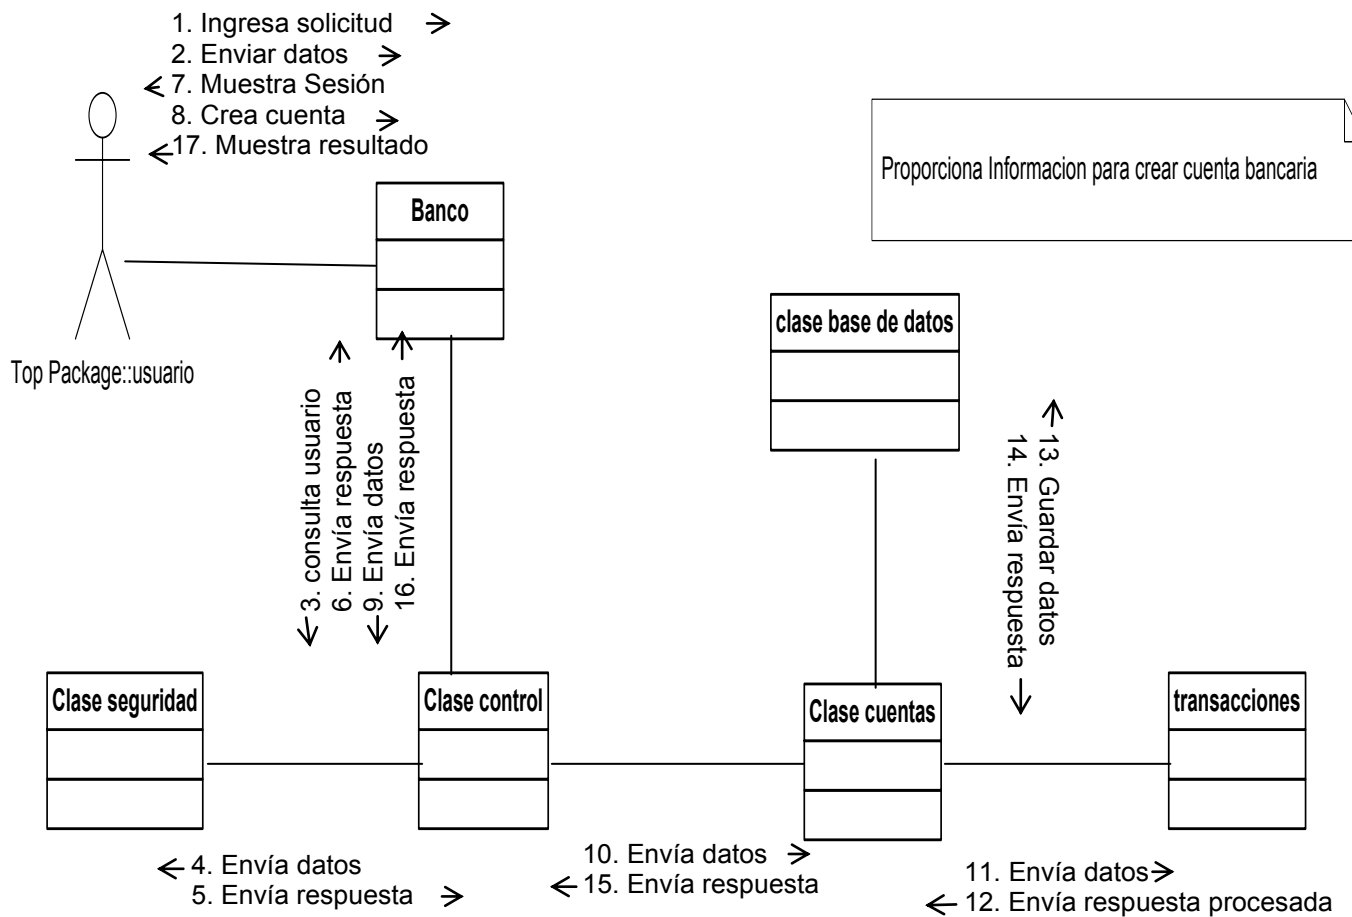 1. Ingresa solicitud
2. Enviar datos
7. Muestra Sesión
8. Crea cuenta
17. Muestra resultado
Proporciona Informacion para crear cuenta bancaria
Banco
Top Package::usuario
clase base de datos
3. consulta usuario
6. Envía respuesta
9. Envía datos
16. Envía respuesta
13. Guardar datos
14. Envía respuesta
Clase seguridad
Clase control
Clase cuentas
transacciones
4. Envía datos
5. Envía respuesta
10. Envía datos
15. Envía respuesta
11. Envía datos
12. Envía respuesta procesada